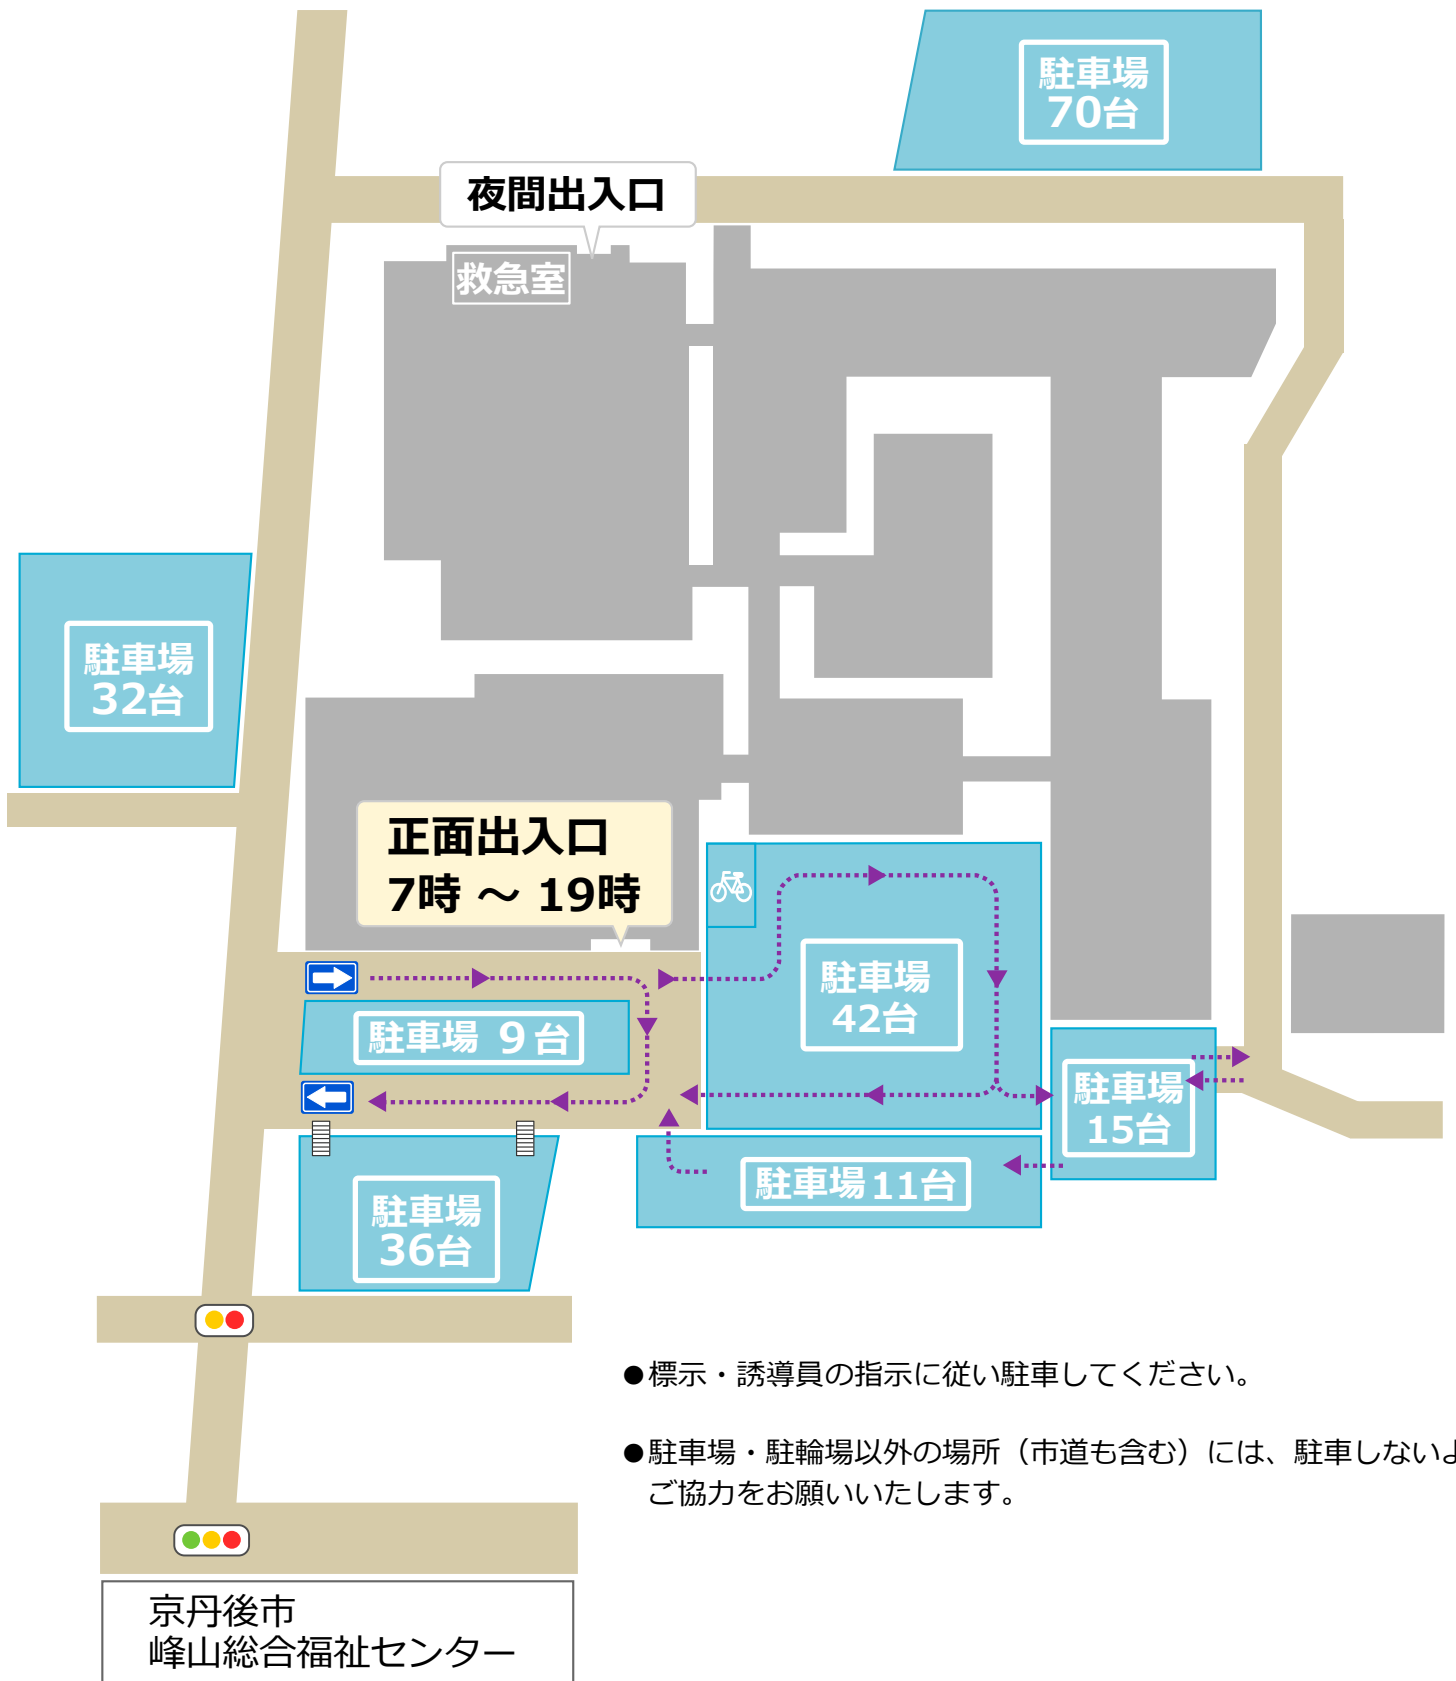 駐車場
70台
夜間出入口
救急室
駐車場
32台
正面出入口
7時 ～ 19時
駐車場
42台
駐車場 9台
駐車場
15台
駐車場 11台
駐車場
36台
●標示・誘導員の指示に従い駐車してください。
●駐車場・駐輪場以外の場所（市道も含む）には、駐車しないよ
ご協力をお願いいたします。
京丹後市
峰山総合福祉センター